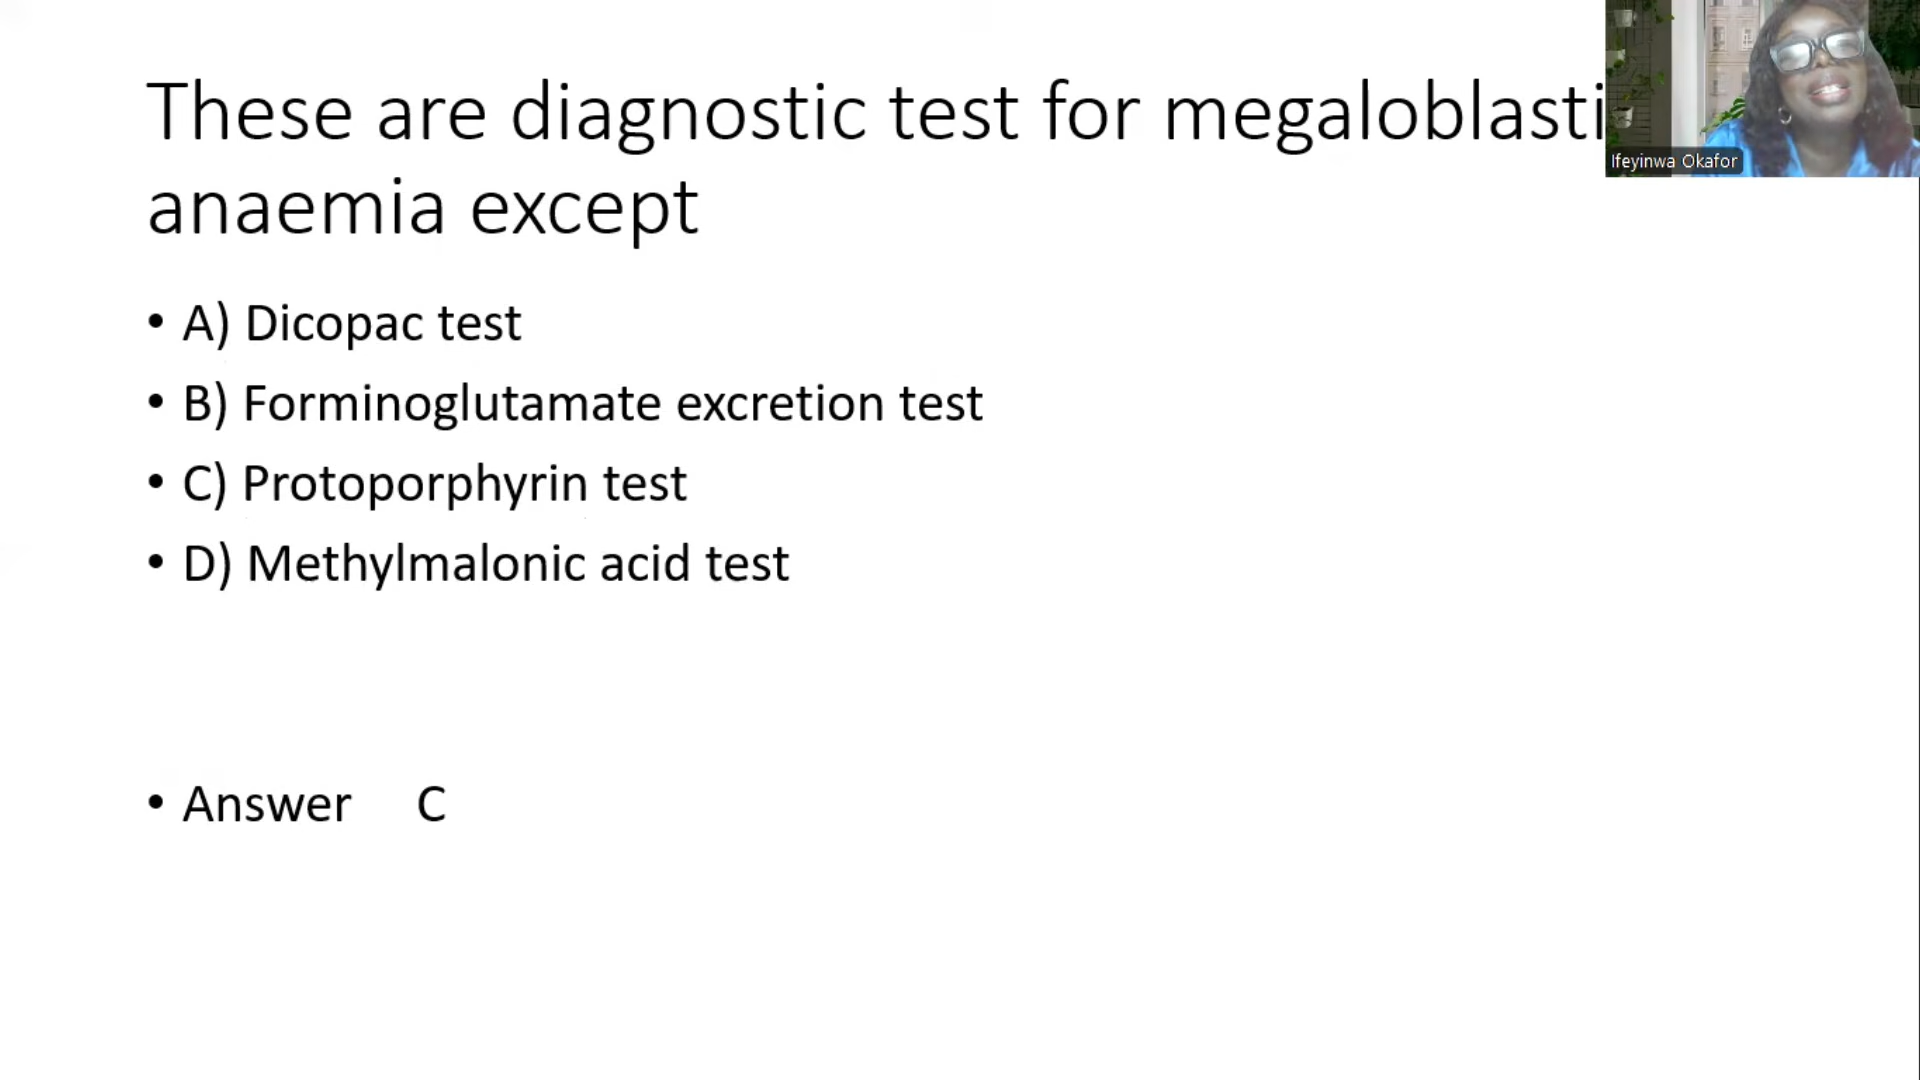 These are diagnostic test for megaloblasti
anaemia except
• A) Dicopac test
• B) Forminoglutamate excretion test
• C) Protoporphyrin test
• D) Methylmalonic acid test
• Answer C
Ifeyinwa Okafor